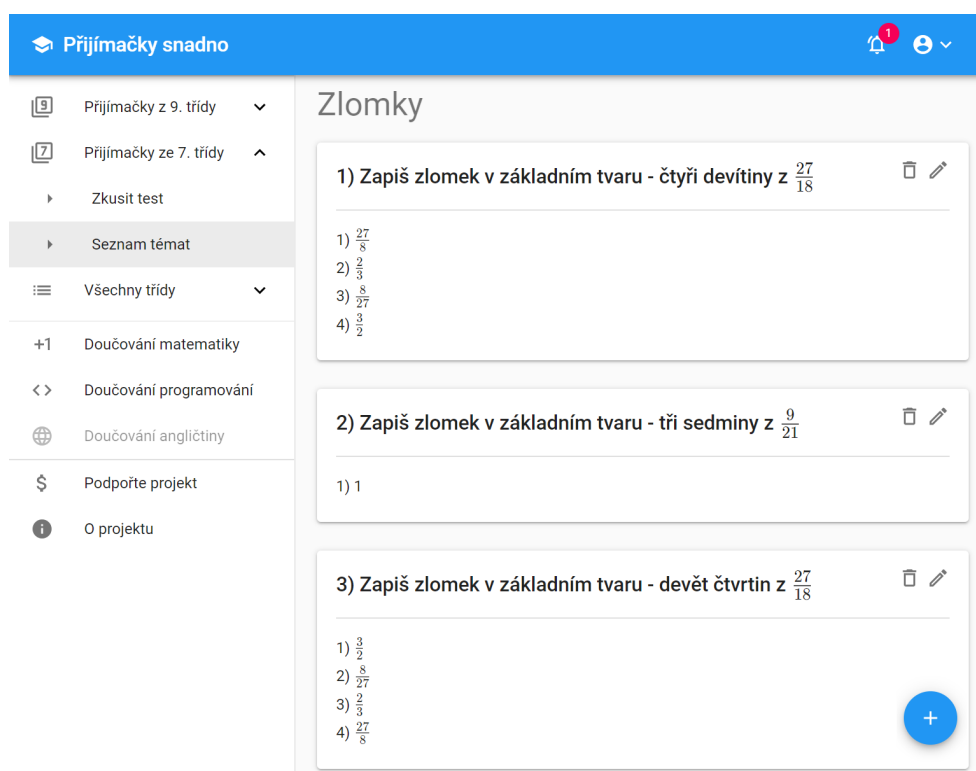 Přijímačky snadno
1
9
Přijímačky z 9. třídy
7
Přijímačky ze 7. třídy
Zkusit test
Seznam témat
Všechny třídy
+1
Doučování matematiky
Doučování programování
Doučování angličtiny
$
Podpořte projekt
O projektu
Zlomky
1) Zapiš zlomek v základním tvaru - čtyři devítiny z 27/18
1) 27/8
2) 2/3
3) 8/27
4) 3/2
2) Zapiš zlomek v základním tvaru - tři sedminy z 9/21
1) 1
3) Zapiš zlomek v základním tvaru - devět čtvrtin z 27/18
1) 3/2
2) 8/27
3) 2/3
4) 27/8
+